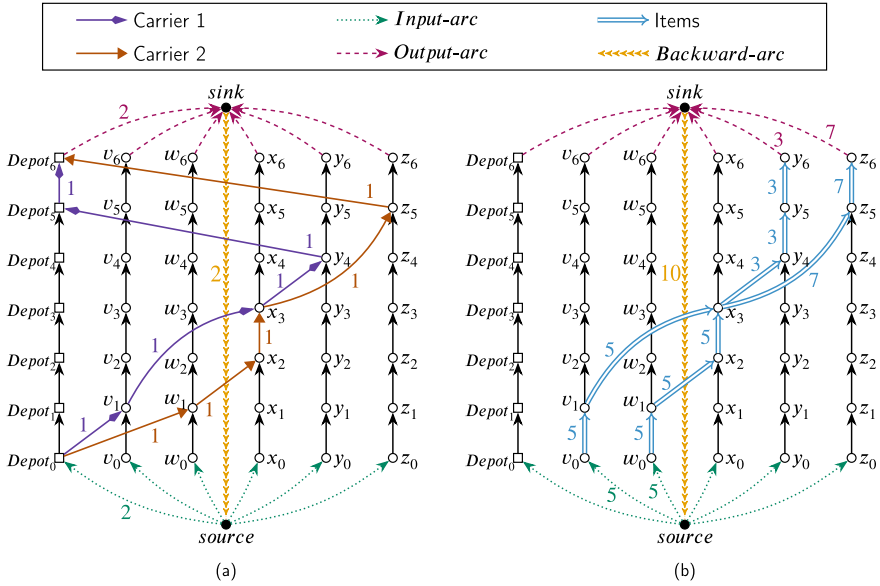 Carrier 1 Input-arc Items
Carrier 2 Output-arc Backward-arc
sink sink
2 3 7
Depot6 v6 w6 x6 y6 z6 Depot6 v6 w6 x6 y6 z6
1 1 3 7
Depot5 v5 w5 x5 y5 z5 Depot5 v5 w5 x5 y5 z5
1 3
Depot4 v4 w4 x4 y4 z4 Depot4 v4 w4 x4 y4 z4
2 1 1 10 3 7
Depot3 v3 w3 x3 y3 z3 Depot3 v3 w3 x3 y3 z3
1 1 5 5
Depot2 v2 w2 x2 y2 z2 Depot2 v2 w2 x2 y2 z2
1 5
Depot1 v1 w1 x1 y1 z1 Depot1 v1 w1 x1 y1 z1
1 1 5 5
Depot0 v0 w0 x0 y0 z0 Depot0 v0 w0 x0 y0 z0
2 5 5
source source
(a) (b)